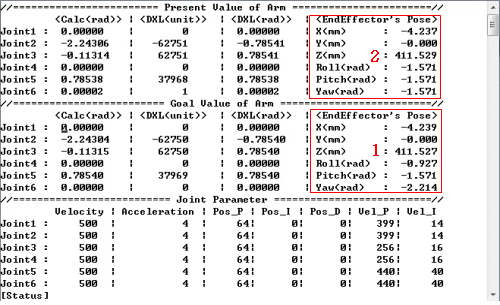 //================ Present Value of Arm ================//
<Calc(rad)> ¦ <DXL(unit)> ¦ <DXL(rad)> ¦ <EndEffector's Pose>
Joint1 : 0.00000 ¦ 0 ¦ 0.00000 ¦ X(mm) : -4.237
Joint2 : -2.24306 ¦ -62751 ¦ -0.78541 ¦ Y(mm) : -0.000
Joint3 : -0.11314 ¦ 62751 ¦ 0.78541 ¦ Z(mm) 2 : 411.529
Joint4 : 0.00000 ¦ 0 ¦ 0.00000 ¦ Roll(rad) : -1.571
Joint5 : 0.78538 ¦ 37968 ¦ 0.78538 ¦ Pitch(rad) : -1.571
Joint6 : 0.00002 ¦ 1 ¦ 0.00002 ¦ Yaw(rad) : -1.571
//================ Goal Value of Arm ================//
<Calc(rad)> ¦ <DXL(unit)> ¦ <DXL(rad)> ¦ <EndEffector's Pose>
Joint1 : 0.00000 ¦ 0 ¦ 0.00000 ¦ X(mm) : -4.239
Joint2 : -2.24304 ¦ -62750 ¦ -0.78540 ¦ Y(mm) : -0.000
Joint3 : -0.11315 ¦ 62750 ¦ 0.78540 ¦ Z(mm) 1 : 411.527
Joint4 : 0.00000 ¦ 0 ¦ 0.00000 ¦ Roll(rad) : -0.927
Joint5 : 0.78540 ¦ 37969 ¦ 0.78540 ¦ Pitch(rad) : -1.571
Joint6 : 0.00000 ¦ 0 ¦ 0.00000 ¦ Yaw(rad) : -2.214
//================ Joint Parameter ================//
Velocity ¦ Acceleration ¦ Pos_P ¦ Pos_I ¦ Pos_D ¦ Vel_P ¦ Vel_I
Joint1 : 500 ¦ 4 ¦ 64¦ 0¦ 0¦ 399¦ 14
Joint2 : 500 ¦ 4 ¦ 64¦ 0¦ 0¦ 399¦ 14
Joint3 : 500 ¦ 4 ¦ 64¦ 0¦ 0¦ 256¦ 16
Joint4 : 500 ¦ 4 ¦ 64¦ 0¦ 0¦ 256¦ 16
Joint5 : 500 ¦ 4 ¦ 64¦ 0¦ 0¦ 440¦ 40
Joint6 : 500 ¦ 4 ¦ 64¦ 0¦ 0¦ 440¦ 40
[Status]